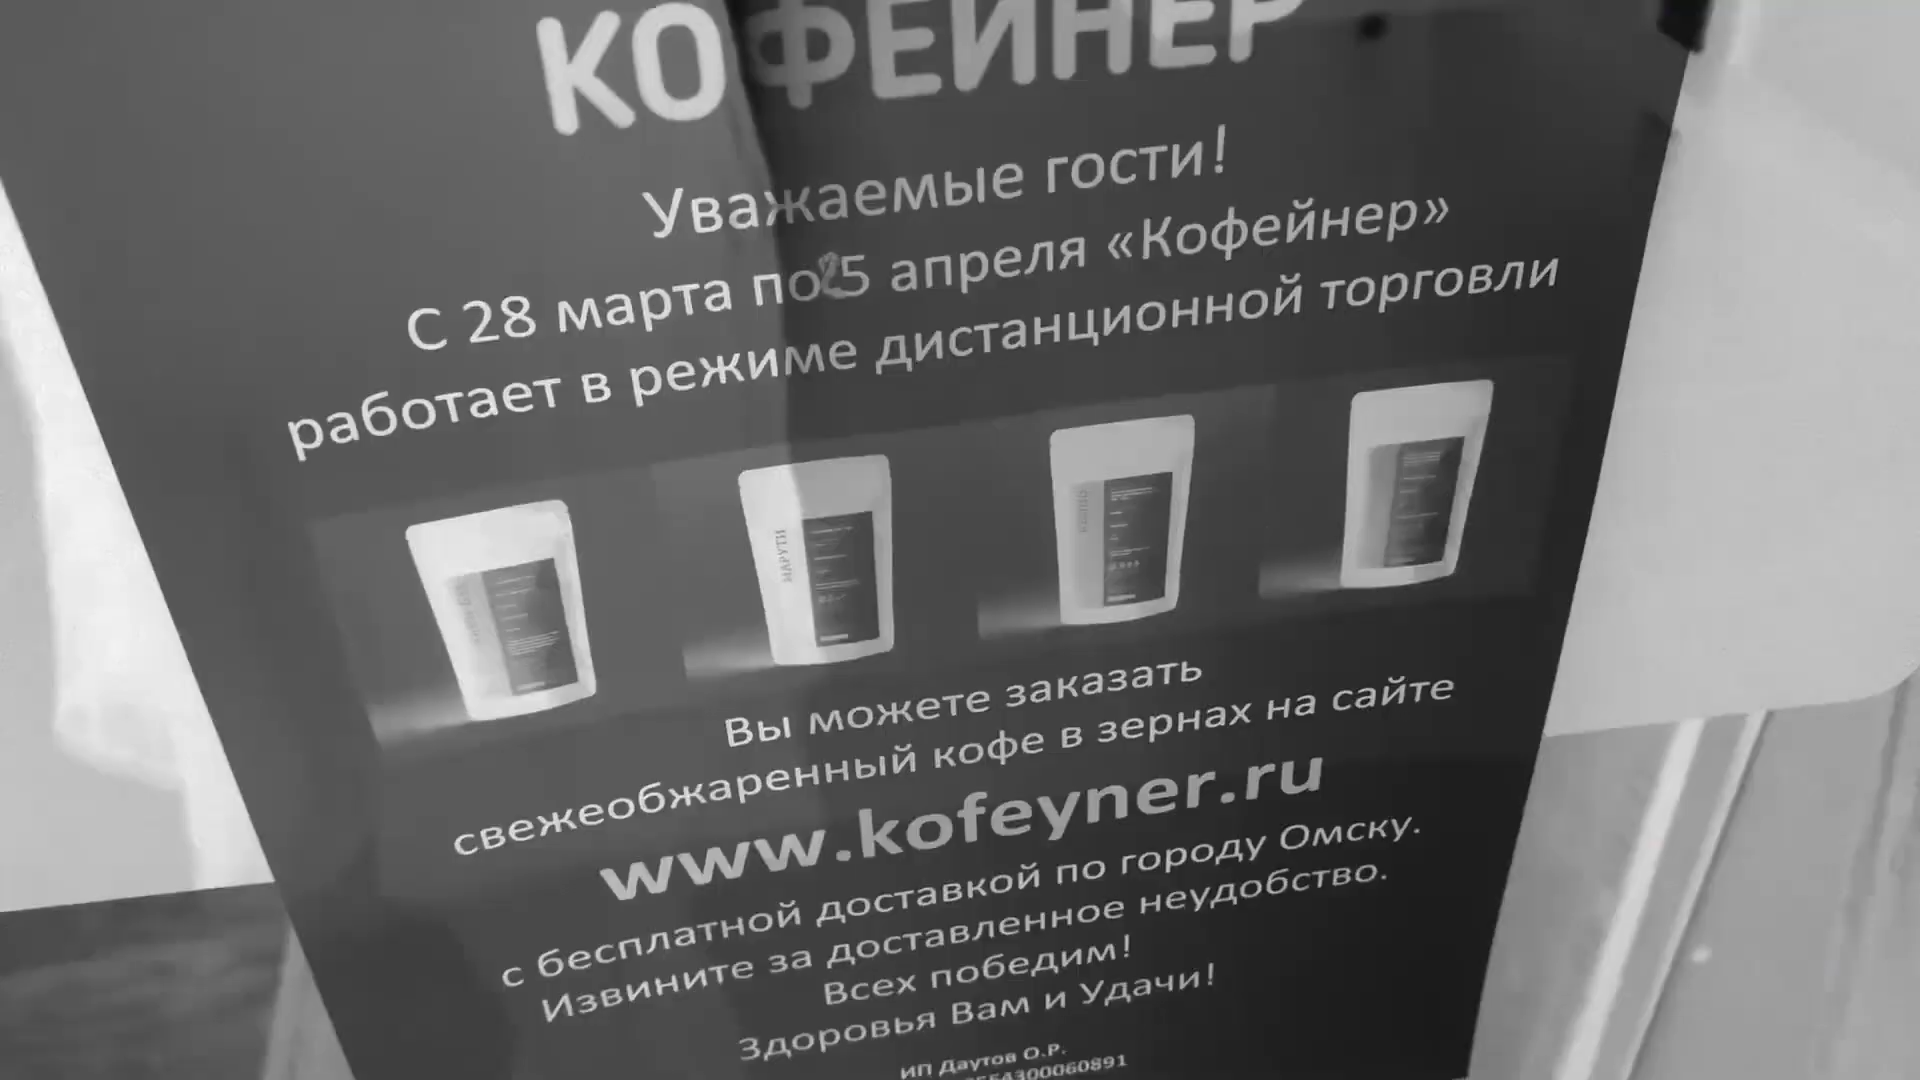 КОФЕЙНЕР
Уважаемые гости!
С 28 марта по 5 апреля «Кофейнер»
работает в режиме дистанционной торговли
МАРУТИ
Вы можете заказать
свежеобжаренный кофе в зернах на сайте
www.kofeyner.ru
с бесплатной доставкой по городу Омску.
Извините за доставленное неудобство.
Всех победим!
Здоровья Вам и Удачи!
ИП Даутов О.Р.